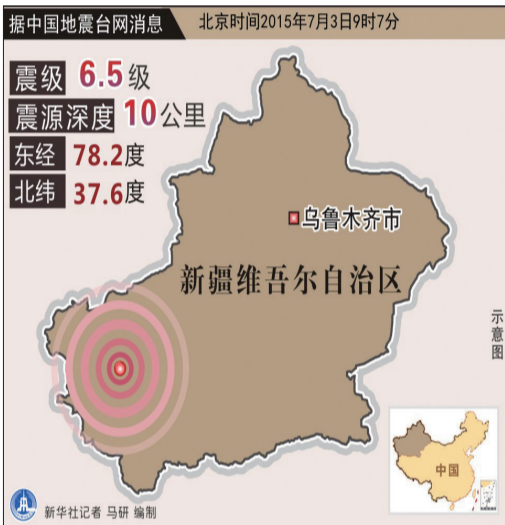 据中国地震台网消息
北京时间2015年7月3日9时7分
震级 6.5级
震源深度 10公里
东经 78.2度
北纬 37.6度
乌鲁木齐市
新疆维吾尔自治区
示意图
中国
新华社记者 马研 编制